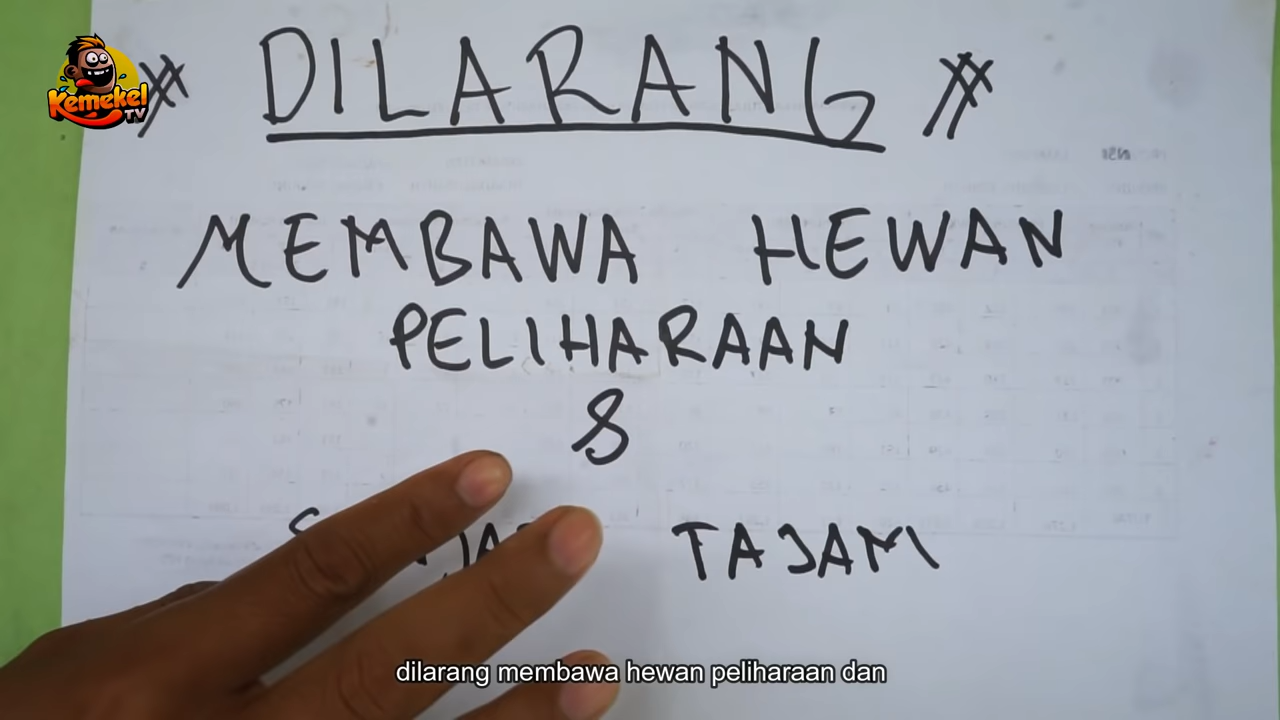 Kemekel
TV
DILARANG
MEMBAWA HEWAN
PELIHARAAN
&
TAJAM
dilarang membawa hewan peliharaan dan